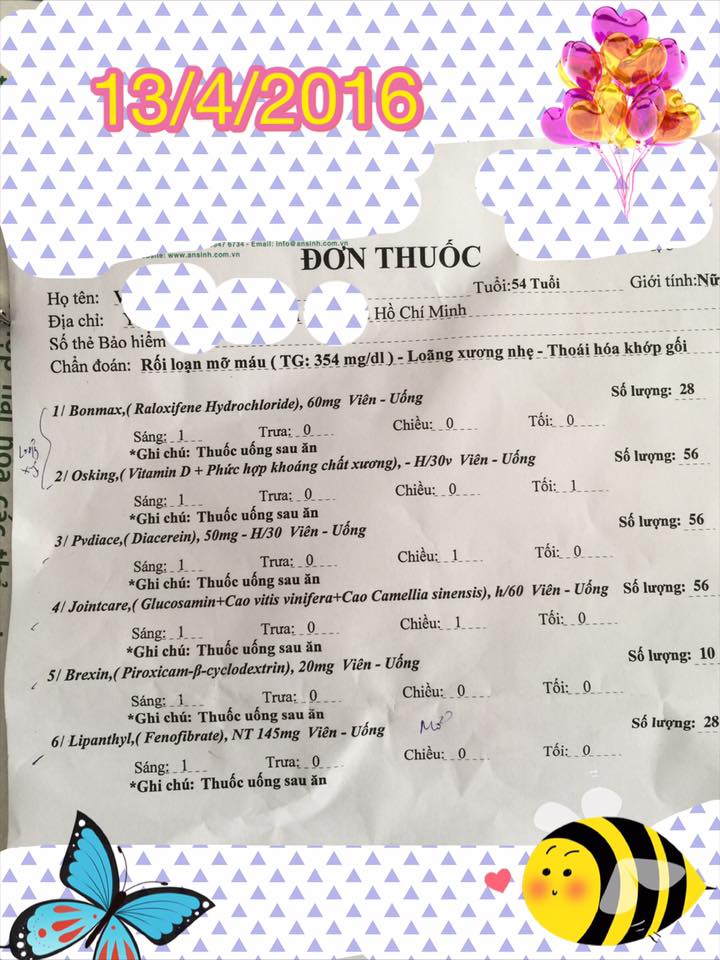 13/4/2016
6734 - Email: info@ansinh.com.vn
www.ansinh.com.vn
ĐƠN THUỐC
Họ tên: Tuổi: 54 Tuổi Giới tính: Nữ
Địa chỉ: Hồ Chí Minh
Số thẻ Bảo hiểm
Chẩn đoán: Rối loạn mỡ máu ( TG: 354 mg/dl ) - Loãng xương nhẹ - Thoái hóa khớp gối
1/ Bonmax,( Raloxifene Hydrochloride), 60mg Viên - Uống Số lượng: 28
Sáng: 1 Trưa: 0 Chiều: 0 Tối: 0
*Ghi chú: Thuốc uống sau ăn
2/ Osking,( Vitamin D + Phức hợp khoáng chất xương), - H/30v Viên - Uống Số lượng: 56
Sáng: 1 Trưa: 0 Chiều: 0 Tối: 1
*Ghi chú: Thuốc uống sau ăn
3/ Pvdiace,( Diacerein), 50mg - H/30 Viên - Uống Số lượng: 56
Sáng: 1 Trưa: 0 Chiều: 1 Tối: 0
*Ghi chú: Thuốc uống sau ăn
4/ Jointcare,( Glucosamin+Cao vitis vinifera+Cao Camellia sinensis), h/60 Viên - Uống Số lượng: 56
Sáng: 1 Trưa: 0 Chiều: 1 Tối: 0
*Ghi chú: Thuốc uống sau ăn
5/ Brexin,( Piroxicam-β-cyclodextrin), 20mg Viên - Uống Số lượng: 10
Sáng: 1 Trưa: 0 Chiều: 0 Tối: 0
*Ghi chú: Thuốc uống sau ăn
6/ Lipanthyl,( Fenofibrate), NT 145mg Viên - Uống Số lượng: 28
Sáng: 1 Trưa: 0 Chiều: 0 Tối: 0
*Ghi chú: Thuốc uống sau ăn